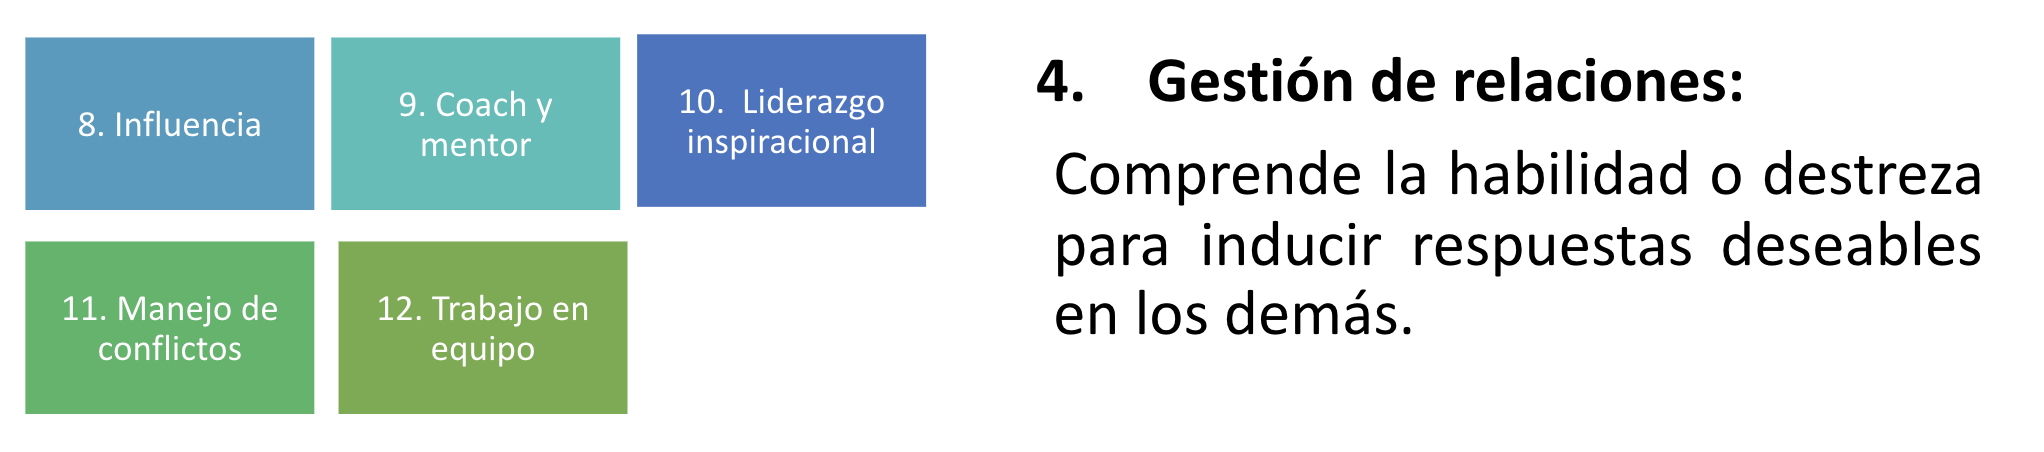 8. Influencia
9. Coach y
mentor
10. Liderazgo
inspiracional
11. Manejo de
conflictos
12. Trabajo en
equipo
4. Gestión de relaciones:
Comprende la habilidad o destreza
para inducir respuestas deseables
en los demás.